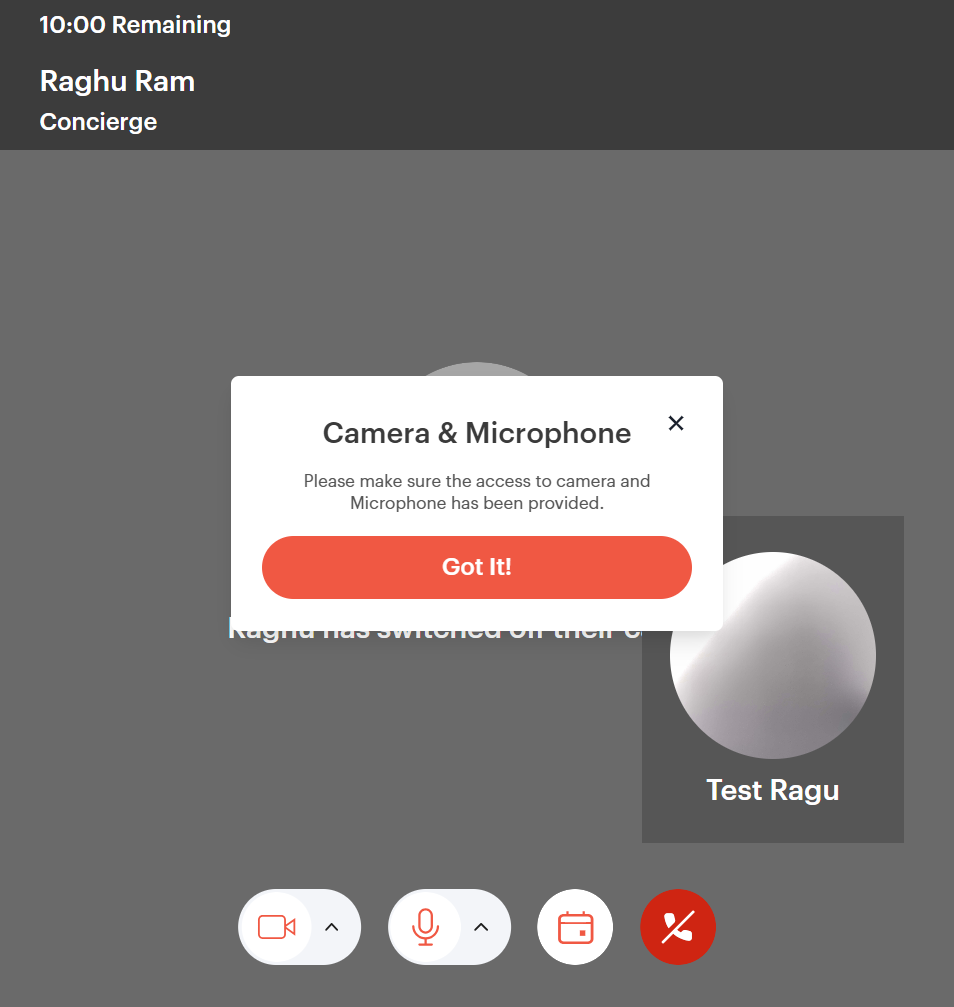 10:00 Remaining
Raghu Ram
Concierge
Camera & Microphone
Please make sure the access to camera and
Microphone has been provided.
Got It!
Raghu has switched off their
Test Ragu